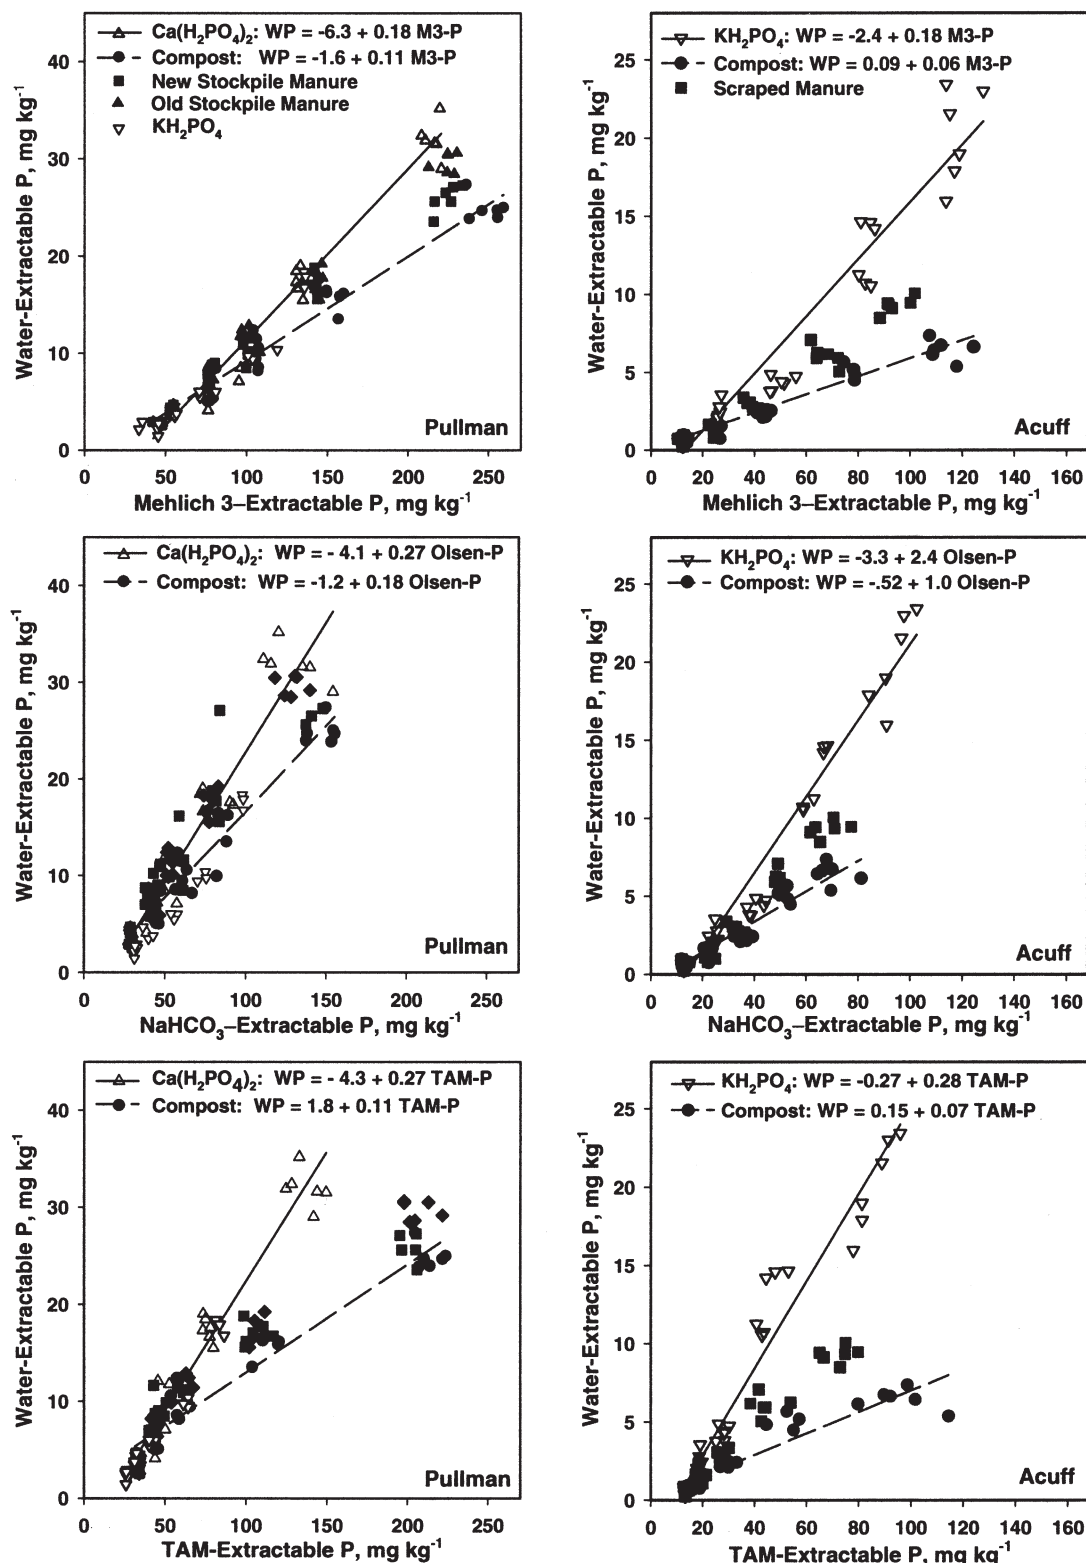 Ca(H₂PO₄)₂: WP = -6.3 + 0.18 M3-P
Compost: WP = -1.6 + 0.11 M3-P
New Stockpile Manure
Old Stockpile Manure
KH₂PO₄
Water-Extractable P, mg kg⁻¹
40
30
20
10
0
Pullman
0 50 100 150 200 250
Mehlich 3–Extractable P, mg kg⁻¹
KH₂PO₄: WP = -2.4 + 0.18 M3-P
Compost: WP = 0.09 + 0.06 M3-P
Scraped Manure
Water-Extractable P, mg kg⁻¹
25
20
15
10
5
0
Acuff
0 20 40 60 80 100 120 140 160
Mehlich 3–Extractable P, mg kg⁻¹
Ca(H₂PO₄)₂: WP = - 4.1 + 0.27 Olsen-P
Compost: WP = -1.2 + 0.18 Olsen-P
Water-Extractable P, mg kg⁻¹
40
30
20
10
0
Pullman
0 50 100 150 200 250
NaHCO₃–Extractable P, mg kg⁻¹
KH₂PO₄: WP = -3.3 + 2.4 Olsen-P
Compost: WP = -.52 + 1.0 Olsen-P
Water-Extractable P, mg kg⁻¹
25
20
15
10
5
0
Acuff
0 20 40 60 80 100 120 140 160
NaHCO₃–Extractable P, mg kg⁻¹
Ca(H₂PO₄)₂: WP = - 4.3 + 0.27 TAM-P
Compost: WP = 1.8 + 0.11 TAM-P
Water-Extractable P, mg kg⁻¹
40
30
20
10
0
Pullman
0 50 100 150 200 250
TAM-Extractable P, mg kg⁻¹
KH₂PO₄: WP = -0.27 + 0.28 TAM-P
Compost: WP = 0.15 + 0.07 TAM-P
Water-Extractable P, mg kg⁻¹
25
20
15
10
5
0
Acuff
0 20 40 60 80 100 120 140 160
TAM-Extractable P, mg kg⁻¹